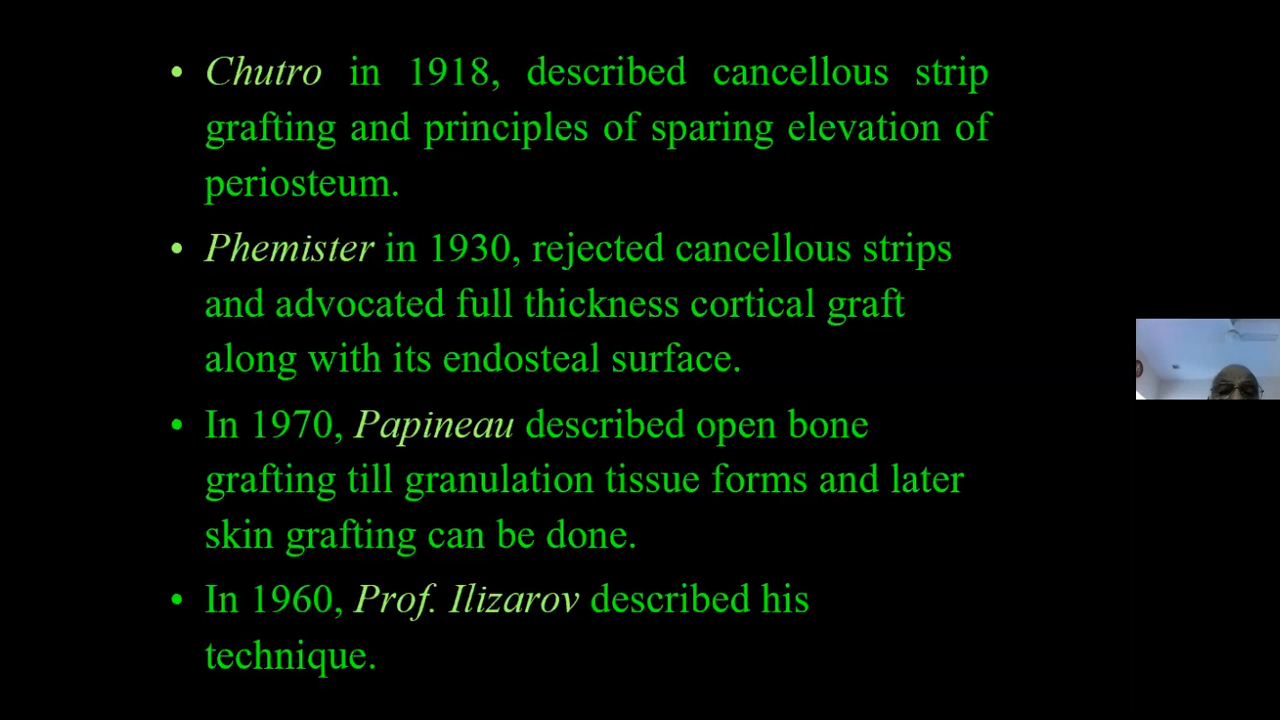 • Chutro in 1918, described cancellous strip
grafting and principles of sparing elevation of
periosteum.
• Phemister in 1930, rejected cancellous strips
and advocated full thickness cortical graft
along with its endosteal surface.
• In 1970, Papineau described open bone
grafting till granulation tissue forms and later
skin grafting can be done.
• In 1960, Prof. Ilizarov described his
technique.